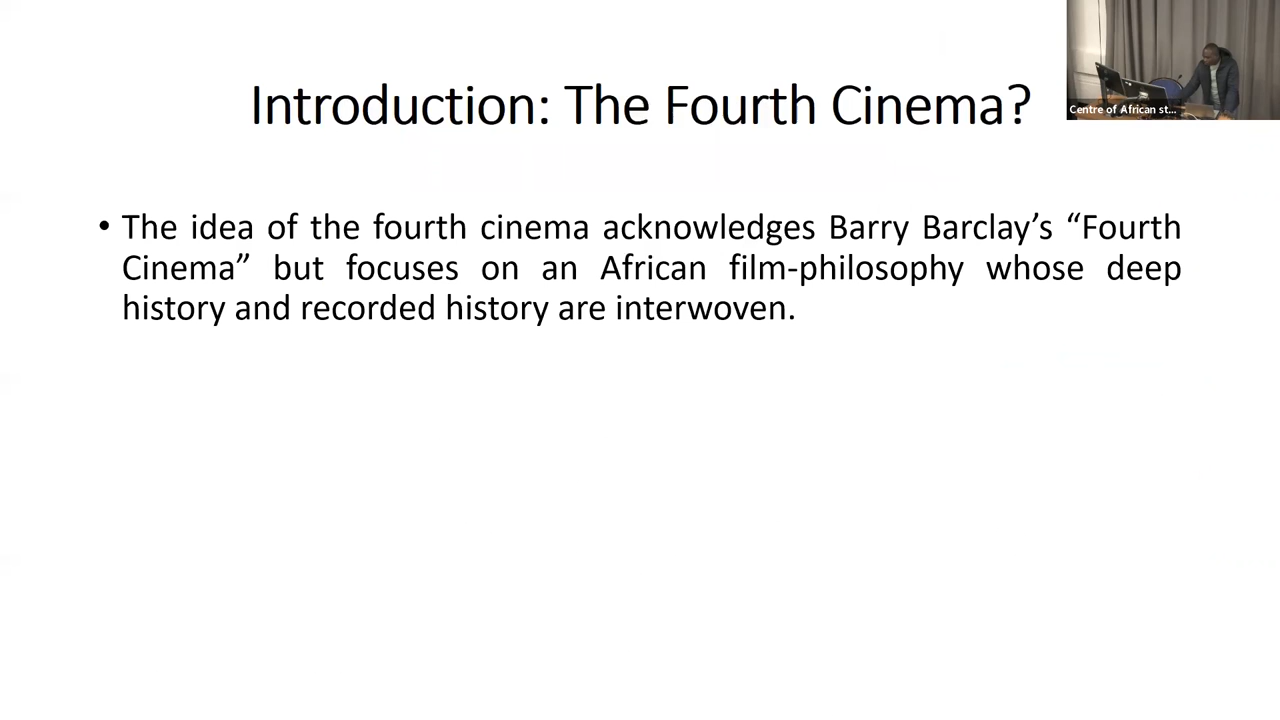 Introduction: The Fourth Cinema?
Centre of African st...
• The idea of the fourth cinema acknowledges Barry Barclay’s “Fourth
Cinema” but focuses on an African film-philosophy whose deep
history and recorded history are interwoven.